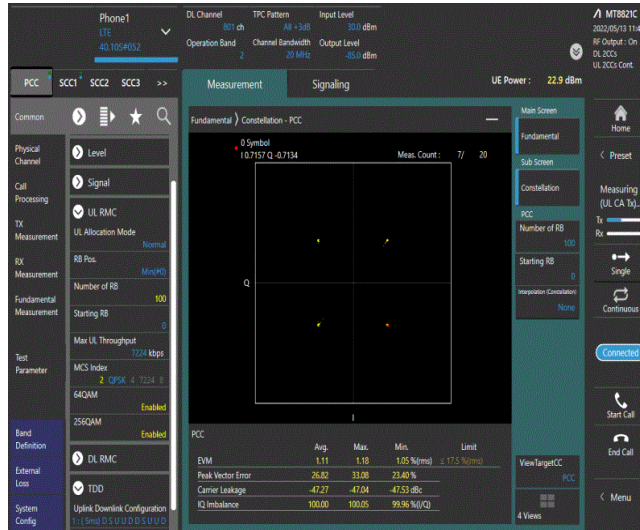 Phone1
LTE
40.10S#052
DL Channel
801 ch
TPC Pattern
All +3dB
Input Level
30.0 dBm
Operation Band
2
Channel Bandwidth
20 MHz
Output Level
-85.0 dBm
MT8821C
2022/05/13 11:4
RF Output : On
DL 2CCs
UL 2CCs Cont.
PCC
SCC1
SCC2
SCC3
>>
Measurement
Signaling
UE Power : 22.9 dBm
Common
Physical
Channel
Call
Processing
TX
Measurement
RX
Measurement
Fundamental
Measurement
Test
Parameter
Band
Definition
External
Loss
System
Config
Level
Signal
UL RMC
UL Allocation Mode
Normal
RB Pos.
Min(#0)
Number of RB
100
Starting RB
0
Max UL Throughput
7224 kbps
MCS Index
2 QPSK 4 7224 8
64QAM
Enabled
256QAM
Enabled
DL RMC
TDD
Uplink Downlink Configuration
1 : ( 5ms) D S U U D D S U U D
Fundamental 〉 Constellation - PCC
0 Symbol
I 0.7157 Q -0.7134
Meas. Count : 7/ 20
Q
I
PCC
Avg. Max. Min. Limit
EVM 1.11 1.18 1.05 %(rms) ≤ 17.5 %(rms)
Peak Vector Error 26.82 33.08 23.40 %
Carrier Leakage -47.27 -47.04 -47.53 dBc
IQ Imbalance 100.00 100.05 99.96 %(I/Q)
Main Screen
Fundamental
Sub Screen
Constellation
PCC
Number of RB
100
Starting RB
0
Interpolation (Constellation)
None
ViewTargetCC
PCC
4 Views
Home
< Preset
Measuring
(UL CA Tx)..
Tx
Rx
Single
Continuous
Connected
Start Call
End Call
< Menu